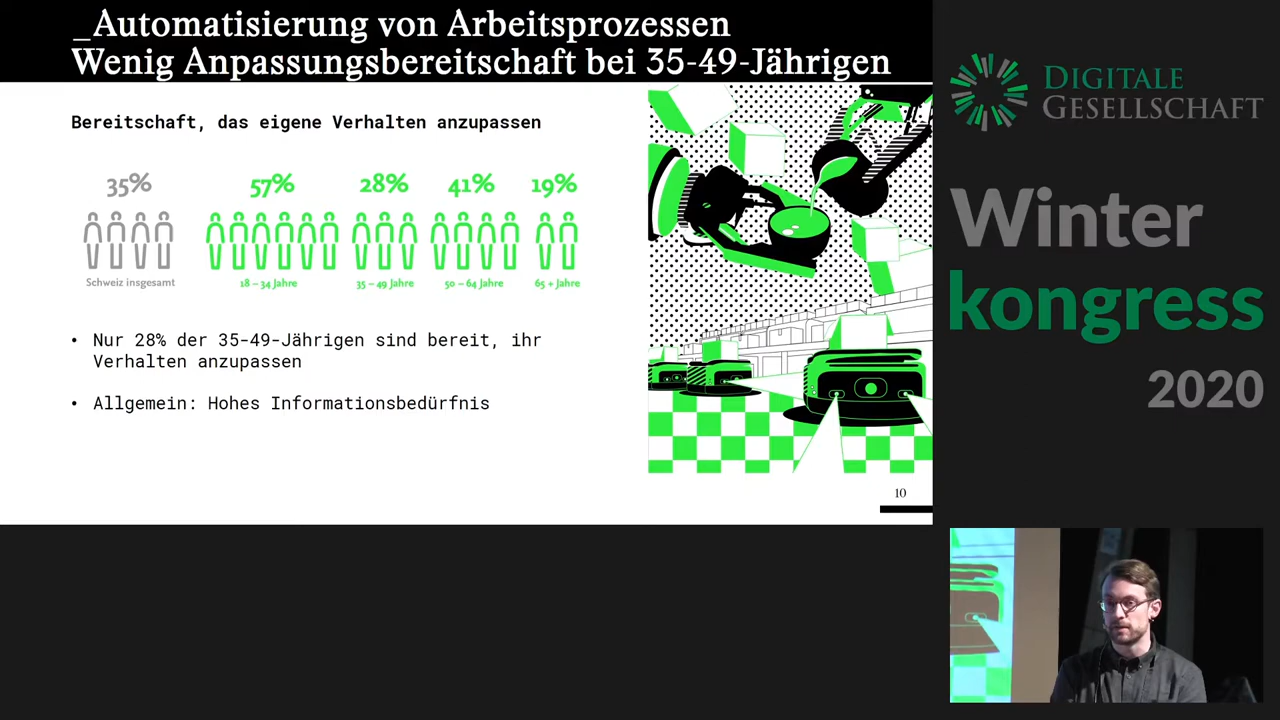 _Automatisierung von Arbeitsprozessen
Wenig Anpassungsbereitschaft bei 35-49-Jährigen
Bereitschaft, das eigene Verhalten anzupassen
35%
57%
28%
41%
19%
Schweiz insgesamt
18 – 34 Jahre
35 – 49 Jahre
50 – 64 Jahre
65 + Jahre
• Nur 28% der 35-49-Jährigen sind bereit, ihr
Verhalten anzupassen
• Allgemein: Hohes Informationsbedürfnis
10
DIGITALE
GESELLSCHAFT
Winter
kongress
2020